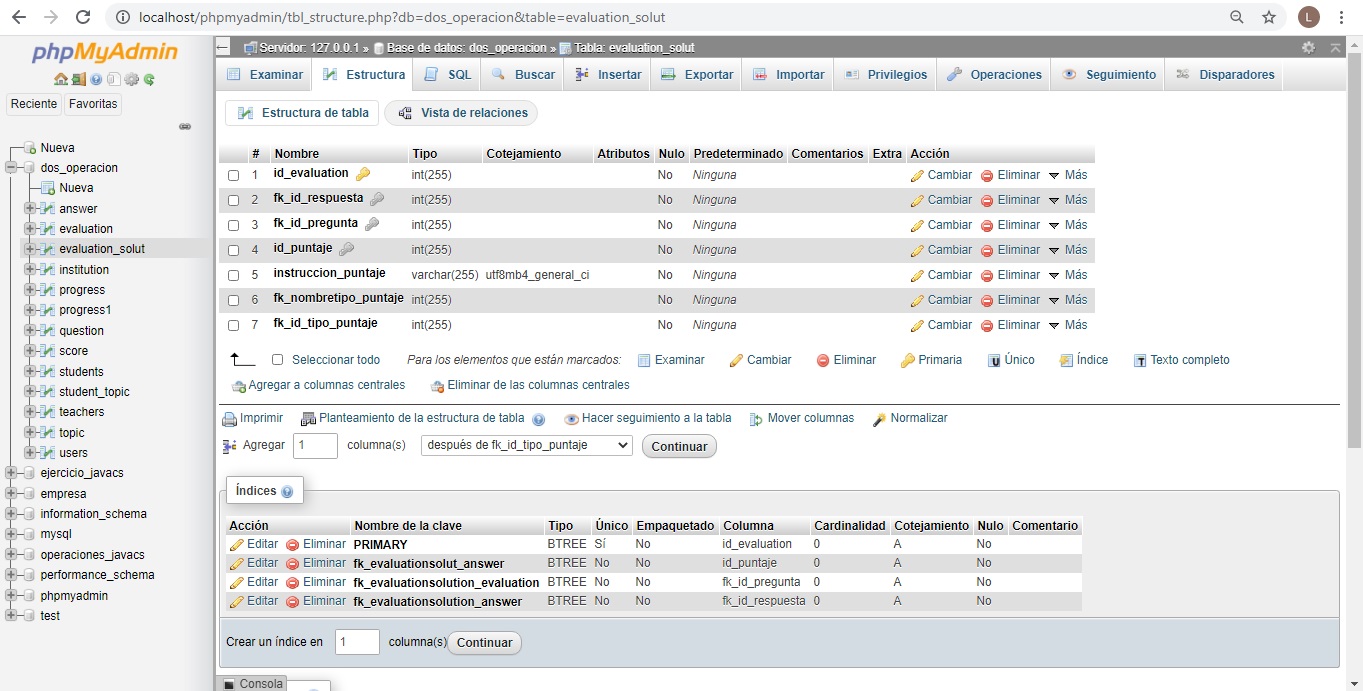 localhost/phpmyadmin/tbl_structure.php?db=dos_operacion&table=evaluation_solut
L
phpMyAdmin
Reciente Favoritas
Nueva
dos_operacion
Nueva
answer
evaluation
evaluation_solut
institution
progress
progress1
question
score
students
student_topic
teachers
topic
users
ejercicio_javacs
empresa
information_schema
mysql
operaciones_javacs
performance_schema
phpmyadmin
test
Servidor: 127.0.0.1 » Base de datos: dos_operacion » Tabla: evaluation_solut
Examinar Estructura SQL Buscar Insertar Exportar Importar Privilegios Operaciones Seguimiento Disparadores
Estructura de tabla Vista de relaciones
# Nombre Tipo Cotejamiento Atributos Nulo Predeterminado Comentarios Extra Acción
1 id_evaluation int(255) No Ninguna Cambiar Eliminar Más
2 fk_id_respuesta int(255) No Ninguna Cambiar Eliminar Más
3 fk_id_pregunta int(255) No Ninguna Cambiar Eliminar Más
4 id_puntaje int(255) No Ninguna Cambiar Eliminar Más
5 instruccion_puntaje varchar(255) utf8mb4_general_ci No Ninguna Cambiar Eliminar Más
6 fk_nombretipo_puntaje int(255) No Ninguna Cambiar Eliminar Más
7 fk_id_tipo_puntaje int(255) No Ninguna Cambiar Eliminar Más
Seleccionar todo Para los elementos que están marcados: Examinar Cambiar Eliminar Primaria Único Índice Texto completo
Agregar a columnas centrales Eliminar de las columnas centrales
Imprimir Planteamiento de la estructura de tabla Hacer seguimiento a la tabla Mover columnas Normalizar
Agregar 1 columna(s) después de fk_id_tipo_puntaje Continuar
Índices
Acción Nombre de la clave Tipo Único Empaquetado Columna Cardinalidad Cotejamiento Nulo Comentario
Editar Eliminar PRIMARY BTREE Sí No id_evaluation 0 A No
Editar Eliminar fk_evaluationsolut_answer BTREE No No id_puntaje 0 A No
Editar Eliminar fk_evaluationsolution_evaluation BTREE No No fk_id_pregunta 0 A No
Editar Eliminar fk_evaluationsolution_answer BTREE No No fk_id_respuesta 0 A No
Crear un índice en 1 columna(s) Continuar
Consola